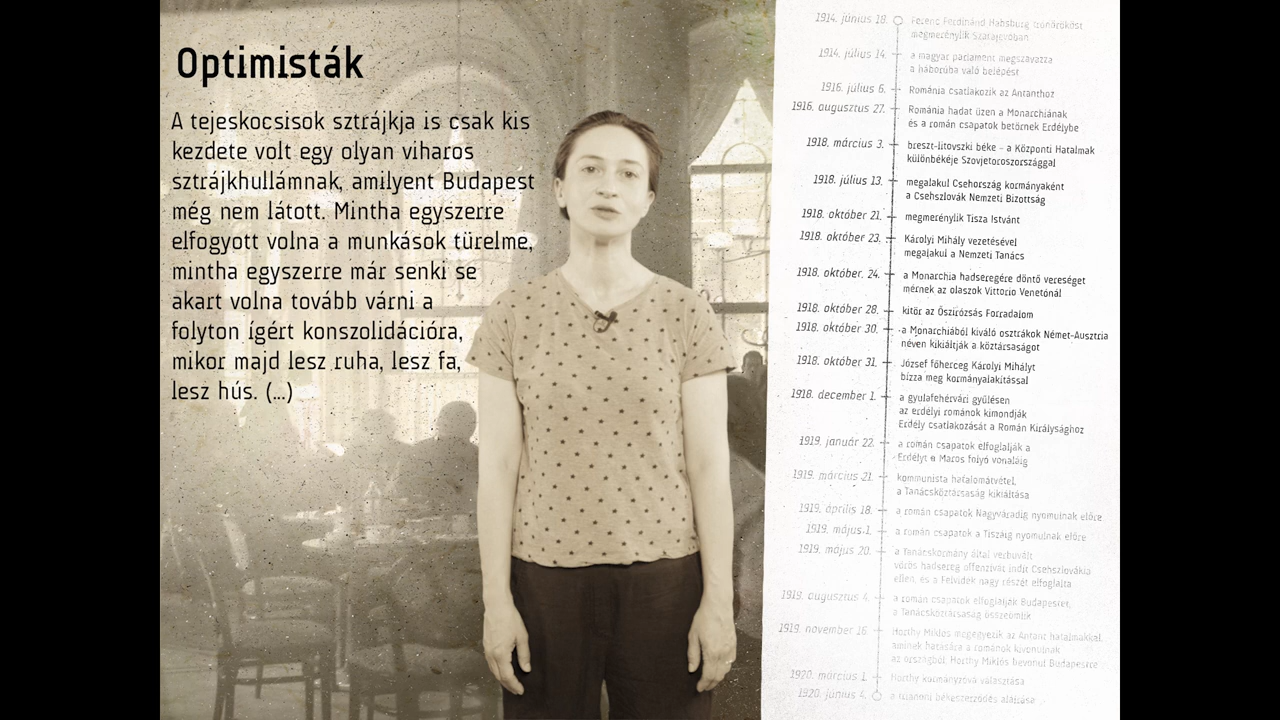 Optimisták
A tejeskocsisok sztrájkja is csak kis
kezdete volt egy olyan viharos
sztrájkhullámnak, amilyent Budapest
még nem látott. Mintha egyszerre
elfogyott volna a munkások türelme,
mintha egyszerre már senki se
akart volna tovább várni a
folyton ígért konszolidációra,
mikor majd lesz ruha, lesz fa,
lesz hús. (...)
1914. június 18. Ferenc Ferdinánd Habsburg trónörököst
megmerénylik Szarajevóban
1914. július 14. a magyar parlament megszavazza
a háborúba való belépést
1916. július 6. Románia csatlakozik az Antanthoz
1916. augusztus 27. Románia hadat üzen a Monarchiának
és a román csapatok betörnek Erdélybe
1918. március 3. breszt-litovszki béke - a Központi Hatalmak
különbékéje Szovjetoroszországgal
1918. július 13. megalakul Csehország kormányaként
a Csehszlovák Nemzeti Bizottság
1918. október 21. megmerénylik Tisza Istvánt
1918. október 23. Károlyi Mihály vezetésével
megalakul a Nemzeti Tanács
1918. október. 24. a Monarchia hadseregére döntő vereséget
mérnek az olaszok Vittorio Venetónál
1918. október 28. kitör az Őszirózsás Forradalom
1918. október 30. a Monarchiából kiváló osztrákok Német-Ausztria
néven kikiáltják a köztársaságot
1918. október 31. József főherceg Károlyi Mihályt
bízza meg kormányalakítással
1918. december 1. a gyulafehérvári gyűlésen
az erdélyi románok kimondják
Erdély csatlakozását a Román Királysághoz
1919. január 22. a román csapatok elfoglalják a
Erdélyt a Maros folyó vonaláig
1919. március 21. kommunista hatalomátvétel,
a Tanácsköztársaság kikiáltása
1919. április 18. a román csapatok Nagyváradig nyomulnak előre
1919. május 1. a román csapatok a Tiszáig nyomulnak előre
1919. május 20. a Tanácskormány által verbuvált
vörös hadsereg offenzívát indít Csehszlovákia
ellen, és a Felvidék nagy részét elfoglalta
1919. augusztus 4. a román csapatok elfoglalják Budapestet,
a Tanácsköztársaság összeomlik
1919. november 16. Horthy Miklós megegyezik az Antant hatalmakkal,
aminek hatására a románok kivonulnak
az országból. Horthy Miklós bevonul Budapestre
1920. március 1. Horthy kormányzóvá választása
1920. június 4. a trianoni békeszerződés aláírása